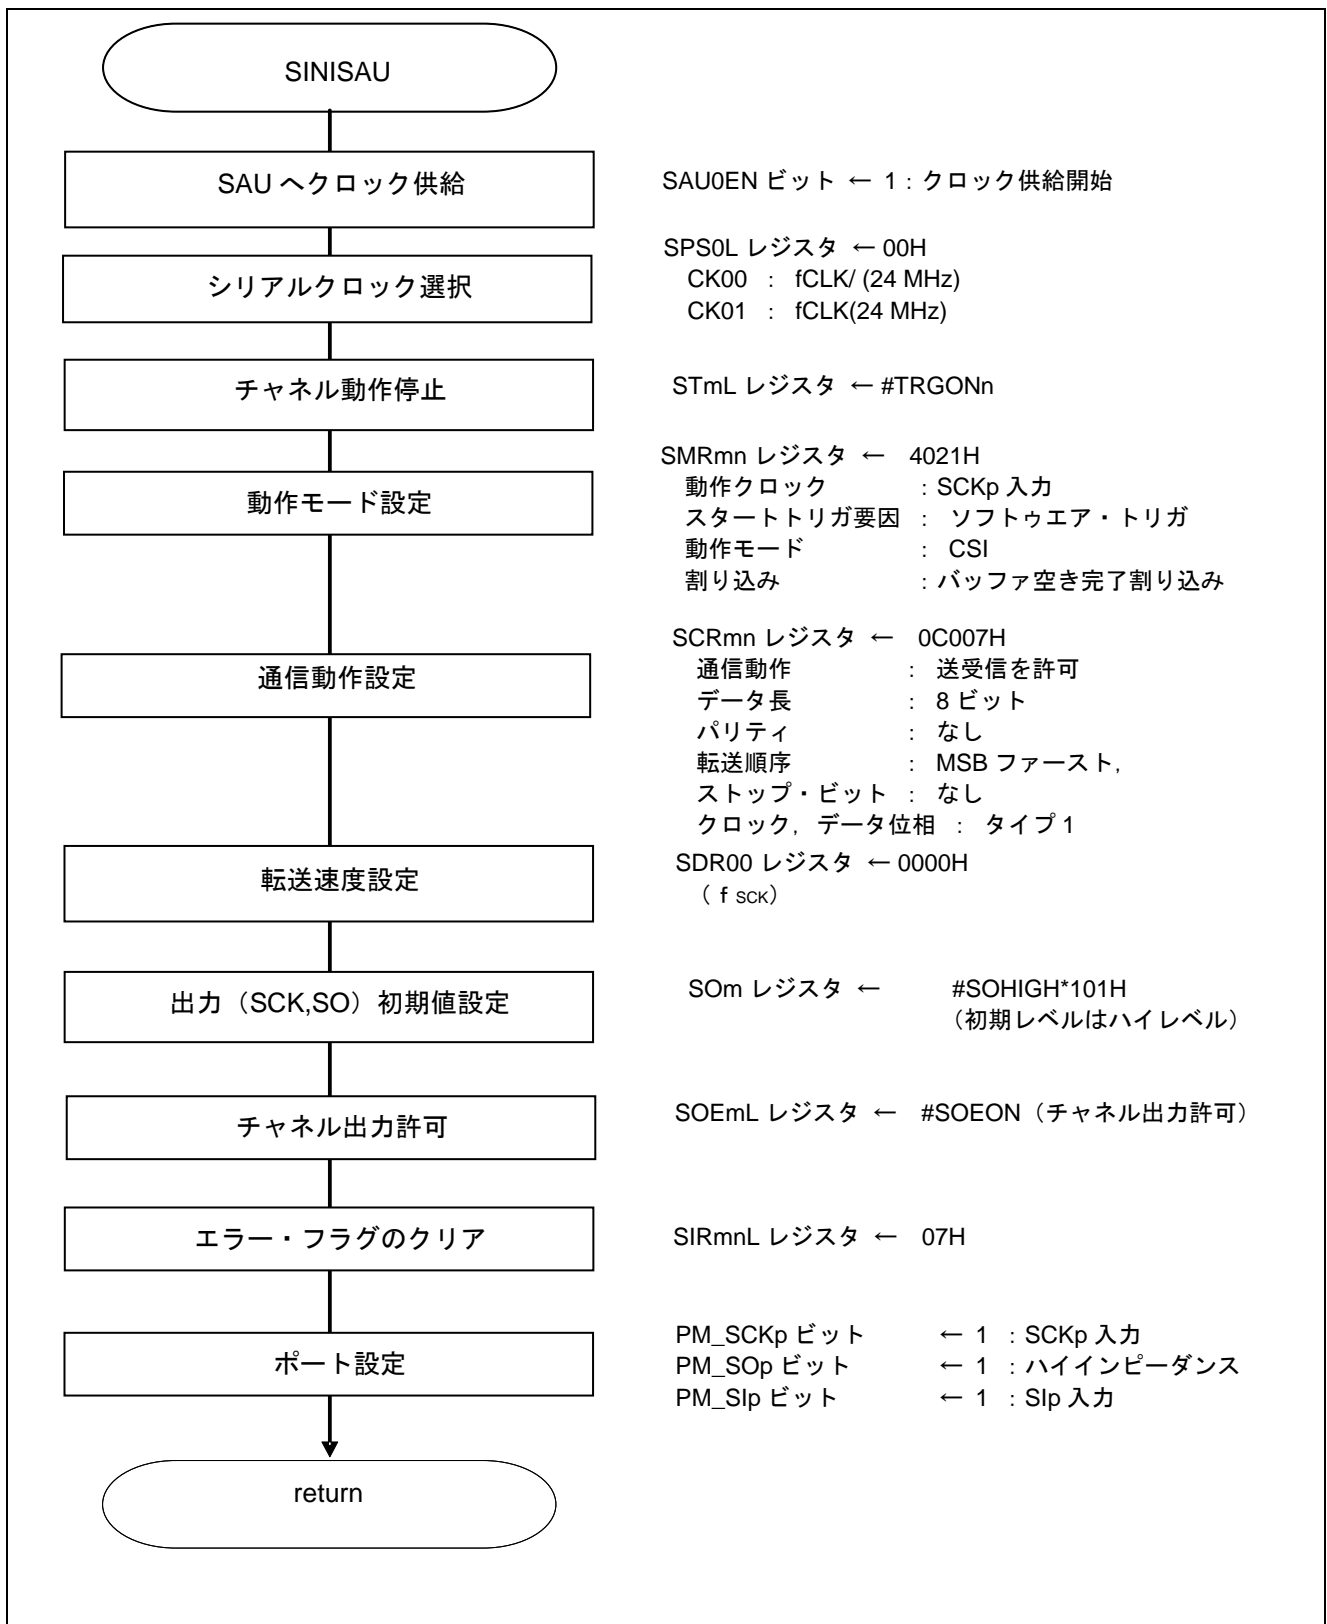 SINISAU
SAU へクロック供給
SAU0EN ビット ← 1：クロック供給開始
シリアルクロック選択
SPS0L レジスタ ← 00H
CK00 ： fCLK/ (24 MHz)
CK01 ： fCLK(24 MHz)
チャネル動作停止
STmL レジスタ ← #TRGONn
動作モード設定
SMRmn レジスタ ← 4021H
動作クロック ：SCKp 入力
スタートトリガ要因 ： ソフトゥエア・トリガ
動作モード ： CSI
割り込み ：バッファ空き完了割り込み
通信動作設定
SCRmn レジスタ ← 0C007H
通信動作 ： 送受信を許可
データ長 ： 8 ビット
パリティ ： なし
転送順序 ： MSB ファースト，
ストップ・ビット ： なし
クロック，データ位相 ： タイプ 1
転送速度設定
SDR00 レジスタ ← 0000H
（ｆSCK）
出力（SCK,SO）初期値設定
SOm レジスタ ← #SOHIGH*101H
（初期レベルはハイレベル）
チャネル出力許可
SOEmL レジスタ ← #SOEON（チャネル出力許可）
エラー・フラグのクリア
SIRmnL レジスタ ← 07H
ポート設定
PM_SCKp ビット ← 1 ：SCKp 入力
PM_SOp ビット ← 1 ：ハイインピーダンス
PM_SIp ビット ← 1 ：SIp 入力
return